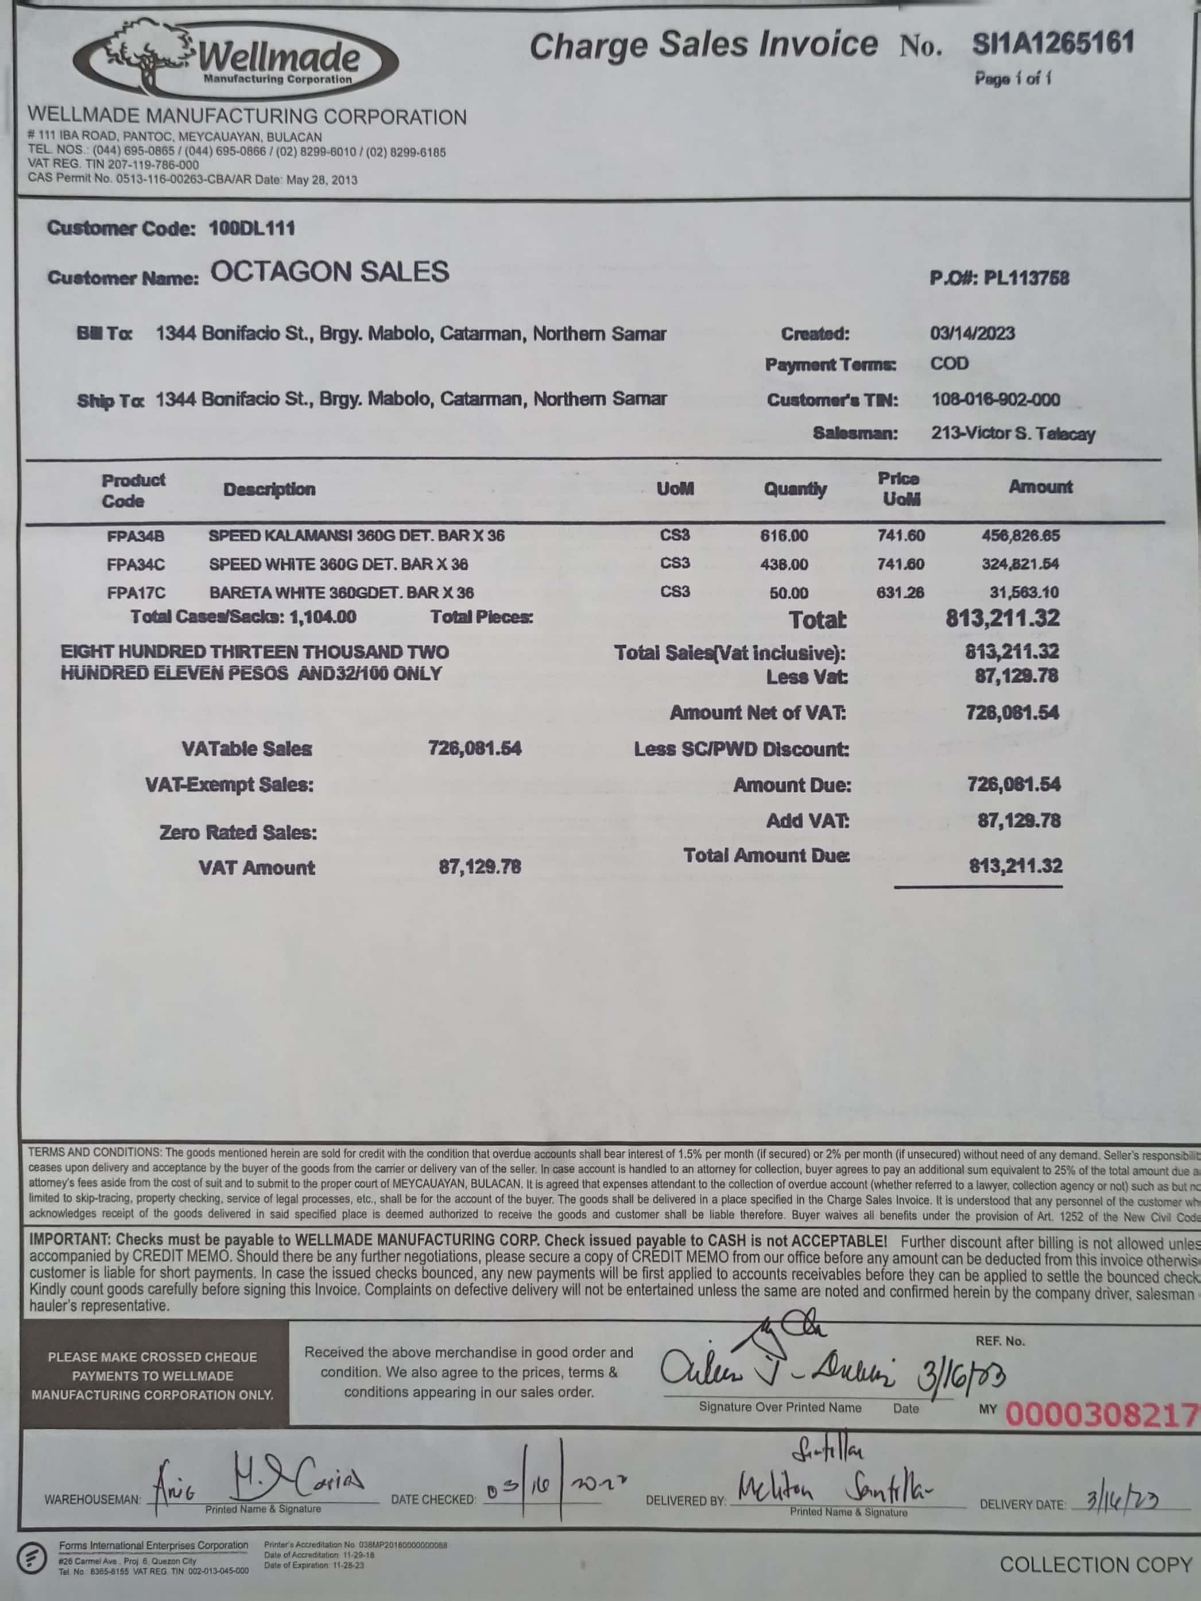 Wellmade
Manufacturing Corporation
Charge Sales Invoice No. SI1A1265161
Page 1 of 1
WELLMADE MANUFACTURING CORPORATION
# 111 IBA ROAD, PANTOC, MEYCAUAYAN, BULACAN
TEL. NOS.: (044) 695-0865 / (044) 695-0866 / (02) 8299-6010 / (02) 8299-6185
VAT REG. TIN 207-119-786-000
CAS Permit No. 0513-116-00263-CBA/AR Date: May 28, 2013
Customer Code: 100DL111
Customer Name: OCTAGON SALES
P.O#: PL113758
Bill To: 1344 Bonifacio St., Brgy. Mabolo, Catarman, Northern Samar
Created: 03/14/2023
Payment Terms: COD
Ship To: 1344 Bonifacio St., Brgy. Mabolo, Catarman, Northern Samar
Customer's TIN: 108-016-902-000
Salesman: 213-Victor S. Talacay
Product Code Description UoM Quantiy Price UoM Amount
FPA34B SPEED KALAMANSI 360G DET. BAR X 36 CS3 616.00 741.60 456,826.65
FPA34C SPEED WHITE 360G DET. BAR X 36 CS3 438.00 741.60 324,821.54
FPA17C BARETA WHITE 360GDET. BAR X 36 CS3 50.00 631.26 31,563.10
Total Cases/Sacks: 1,104.00 Total Pieces: Total: 813,211.32
EIGHT HUNDRED THIRTEEN THOUSAND TWO
HUNDRED ELEVEN PESOS AND32/100 ONLY
Total Sales(Vat inclusive): 813,211.32
Less Vat: 87,129.78
Amount Net of VAT: 726,081.54
VATable Sales 726,081.54 Less SC/PWD Discount:
VAT-Exempt Sales: Amount Due: 726,081.54
Add VAT: 87,129.78
Zero Rated Sales:
Total Amount Due: 813,211.32
VAT Amount 87,129.78
TERMS AND CONDITIONS: The goods mentioned herein are sold for credit with the condition that overdue accounts shall bear interest of 1.5% per month (if secured) or 2% per month (if unsecured) without need of any demand. Seller's responsibilit
ceases upon delivery and acceptance by the buyer of the goods from the carrier or delivery van of the seller. In case account is handled to an attorney for collection, buyer agrees to pay an additional sum equivalent to 25% of the total amount due a
attorney's fees aside from the cost of suit and to submit to the proper court of MEYCAUAYAN, BULACAN. It is agreed that expenses attendant to the collection of overdue account (whether referred to a lawyer, collection agency or not) such as but no
limited to skip-tracing, property checking, service of legal processes, etc., shall be for the account of the buyer. The goods shall be delivered in a place specified in the Charge Sales Invoice. It is understood that any personnel of the customer wh
acknowledges receipt of the goods delivered in said specified place is deemed authorized to receive the goods and customer shall be liable therefore. Buyer waives all benefits under the provision of Art. 1252 of the New Civil Code
IMPORTANT: Checks must be payable to WELLMADE MANUFACTURING CORP. Check issued payable to CASH is not ACCEPTABLE! Further discount after billing is not allowed unles
accompanied by CREDIT MEMO. Should there be any further negotiations, please secure a copy of CREDIT MEMO from our office before any amount can be deducted from this invoice otherwis
customer is liable for short payments. In case the issued checks bounced, any new payments will be first applied to accounts receivables before they can be applied to settle the bounced check
Kindly count goods carefully before signing this Invoice. Complaints on defective delivery will not be entertained unless the same are noted and confirmed herein by the company driver, salesman
hauler's representative.
PLEASE MAKE CROSSED CHEQUE
PAYMENTS TO WELLMADE
MANUFACTURING CORPORATION ONLY.
Received the above merchandise in good order and
condition. We also agree to the prices, terms &
conditions appearing in our sales order.
3/16/23
Signature Over Printed Name Date
REF. No.
MY 0000308217
WAREHOUSEMAN:
Printed Name & Signature
DATE CHECKED: 03/16/2022
Santillan
DELIVERED BY: Meliton Santillan
Printed Name & Signature
DELIVERY DATE: 3/16/23
Forms International Enterprises Corporation
#26 Carmel Ave., Proj. 6, Quezon City
Tel. No. 8365-8155 VAT REG. TIN 002-013-045-000
Printer's Accreditation No. 038MP20180000000068
Date of Accreditation: 11-29-18
Date of Expiration: 11-28-23
COLLECTION COPY